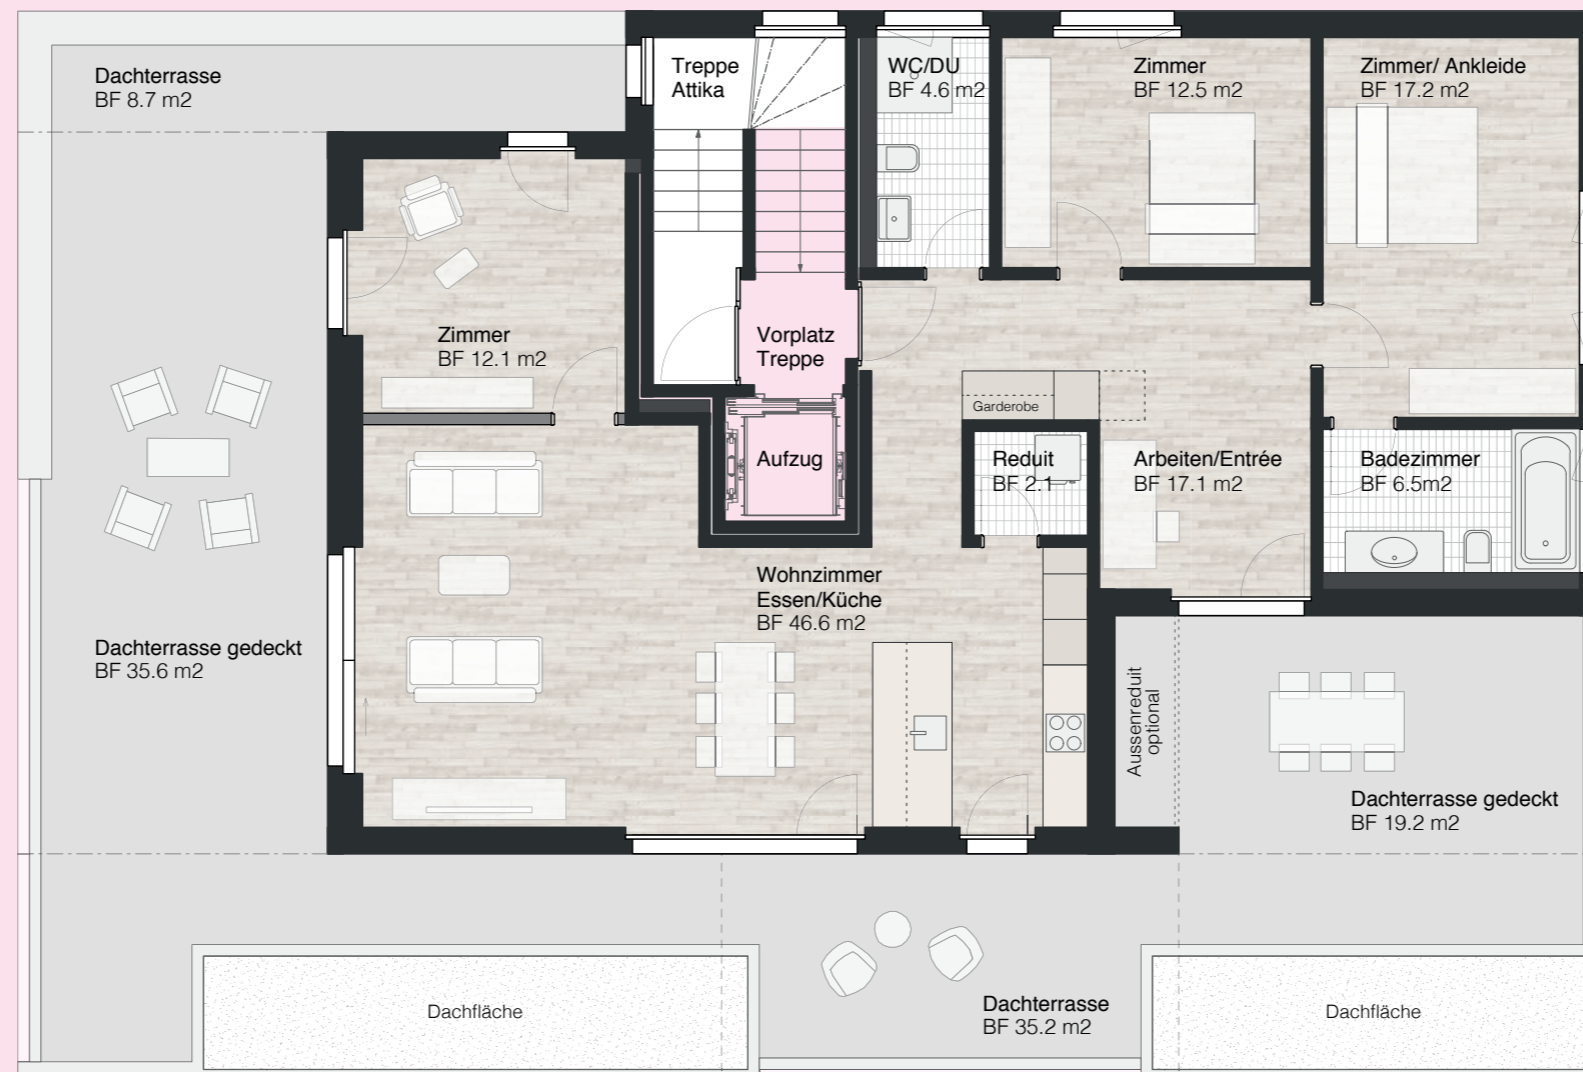 Dachterrasse
BF 8.7 m2
Treppe
Attika
WC/DU
BF 4.6 m2
Zimmer
BF 12.5 m2
Zimmer/ Ankleide
BF 17.2 m2
Zimmer
BF 12.1 m2
Vorplatz
Treppe
Garderobe
Aufzug
Reduit
BF 2.1
Arbeiten/Entrée
BF 17.1 m2
Badezimmer
BF 6.5m2
Wohnzimmer
Essen/Küche
BF 46.6 m2
Dachterrasse gedeckt
BF 35.6 m2
Aussenreduit
optional
Dachterrasse gedeckt
BF 19.2 m2
Dachfläche
Dachterrasse
BF 35.2 m2
Dachfläche